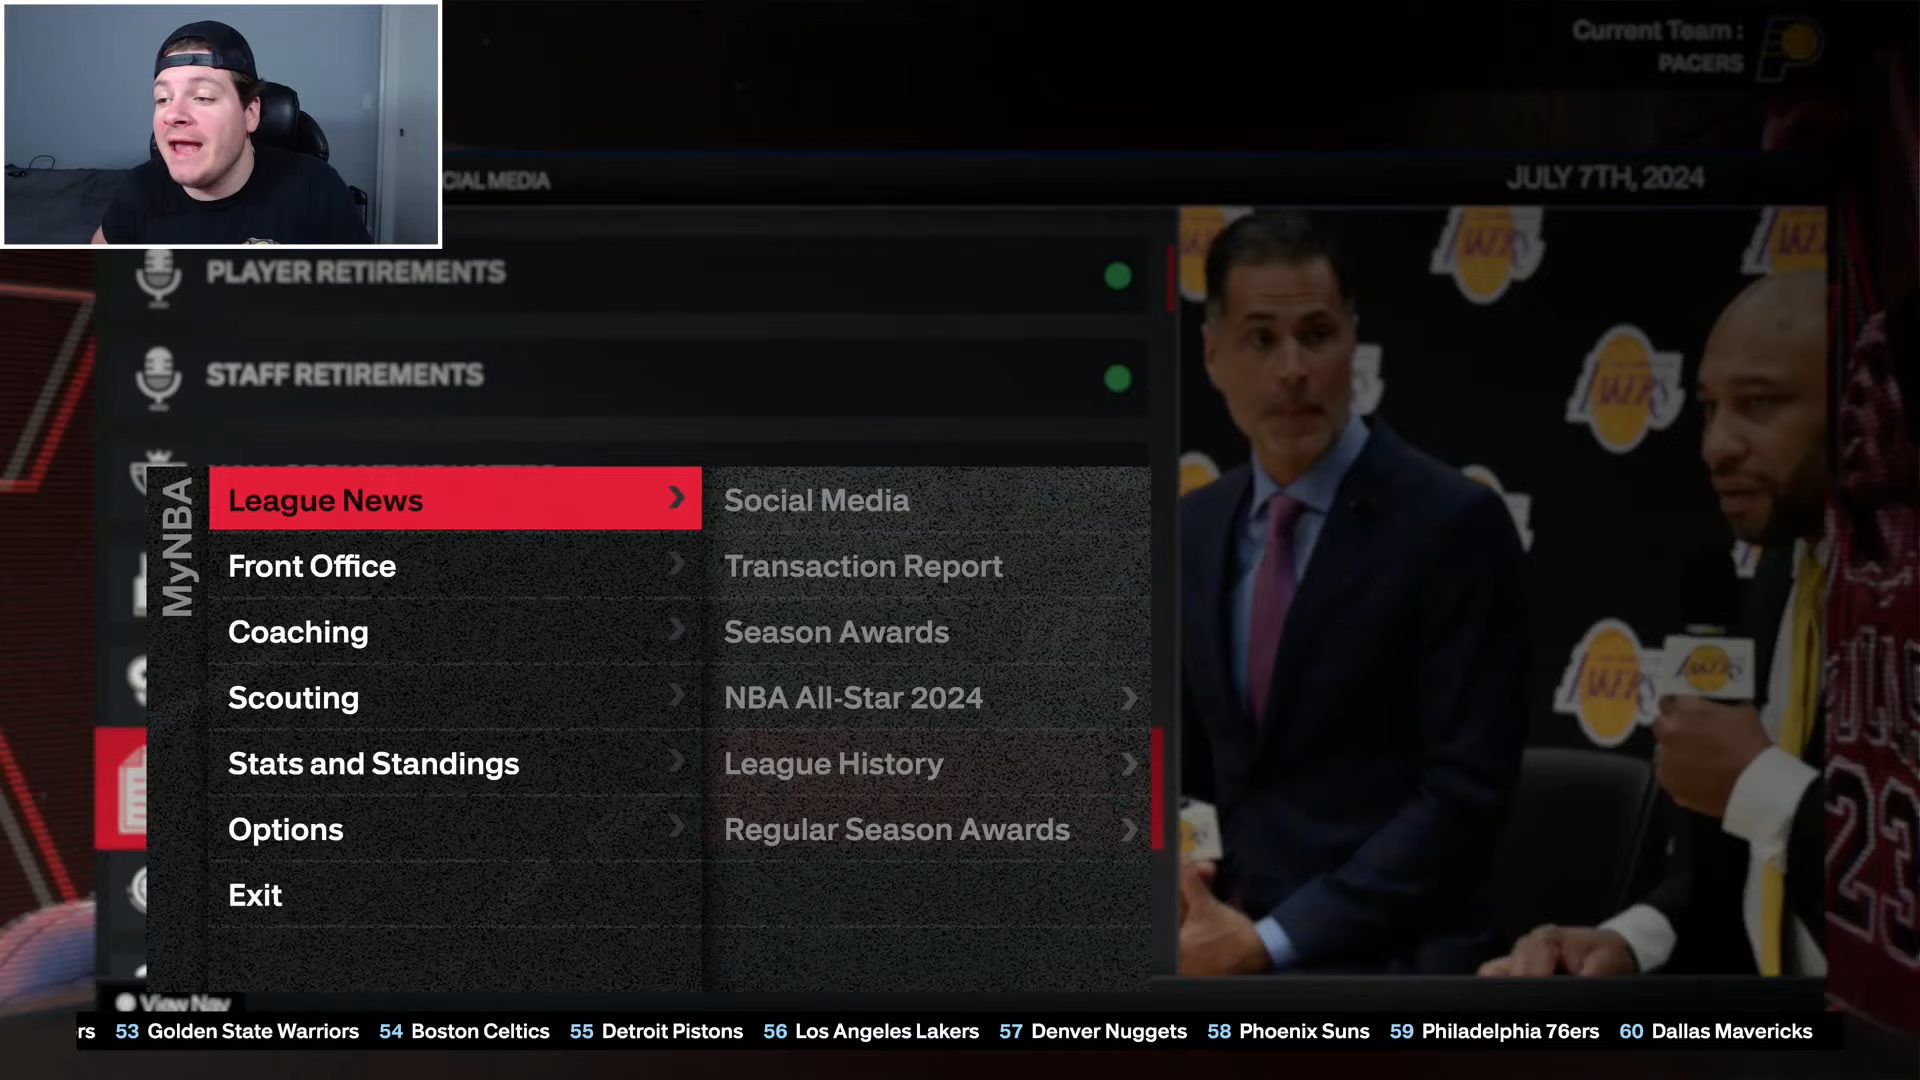 Current Team :
PACERS
CIAL MEDIA
JULY 7TH, 2024
PLAYER RETIREMENTS
STAFF RETIREMENTS
MyNBA
League News
Front Office
Coaching
Scouting
Stats and Standings
Options
Exit
Social Media
Transaction Report
Season Awards
NBA All-Star 2024
League History
Regular Season Awards
View Nav
rs 53 Golden State Warriors 54 Boston Celtics 55 Detroit Pistons 56 Los Angeles Lakers 57 Denver Nuggets 58 Phoenix Suns 59 Philadelphia 76ers 60 Dallas Mavericks
LAKERS
23